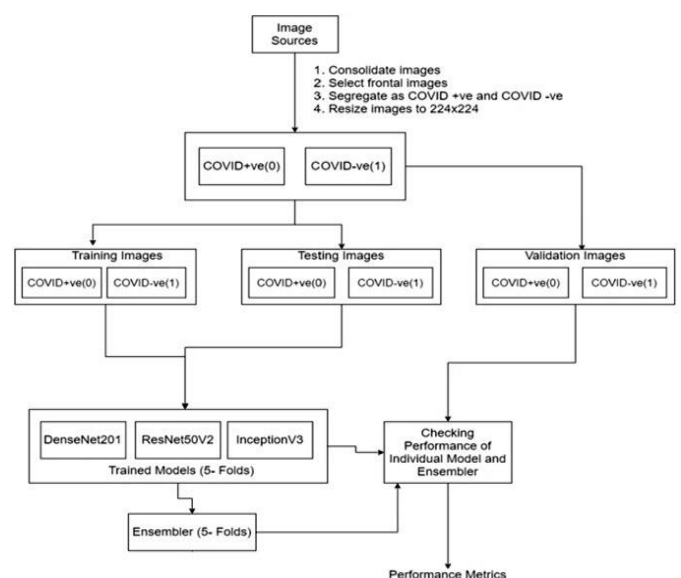 Image
Sources
1. Consolidate images
2. Select frontal images
3. Segregate as COVID +ve and COVID -ve
4. Resize images to 224x224
COVID+ve(0)
COVID-ve(1)
Training Images
COVID+ve(0)
COVID-ve(1)
Testing Images
COVID+ve(0)
COVID-ve(1)
Validation Images
COVID+ve(0)
COVID-ve(1)
DenseNet201
ResNet50V2
InceptionV3
Trained Models (5- Folds)
Checking
Performance of
Individual Model and
Ensembler
Ensembler (5- Folds)
Performance Metrics